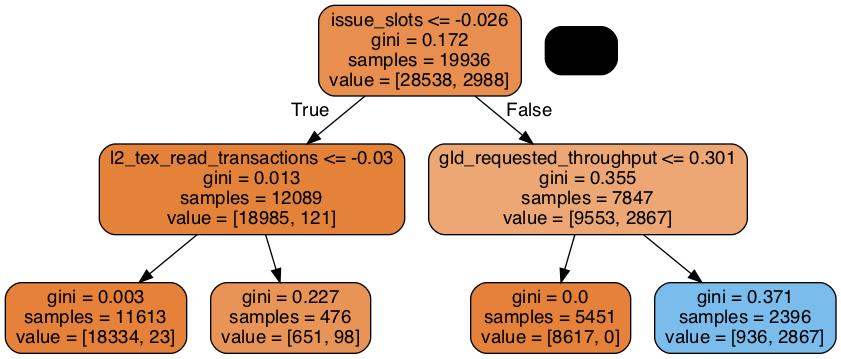 issue_slots <= -0.026
gini = 0.172
samples = 19936
value = [28538, 2988]
True
False
l2_tex_read_transactions <= -0.03
gini = 0.013
samples = 12089
value = [18985, 121]
gld_requested_throughput <= 0.301
gini = 0.355
samples = 7847
value = [9553, 2867]
gini = 0.003
samples = 11613
value = [18334, 23]
gini = 0.227
samples = 476
value = [651, 98]
gini = 0.0
samples = 5451
value = [8617, 0]
gini = 0.371
samples = 2396
value = [936, 2867]